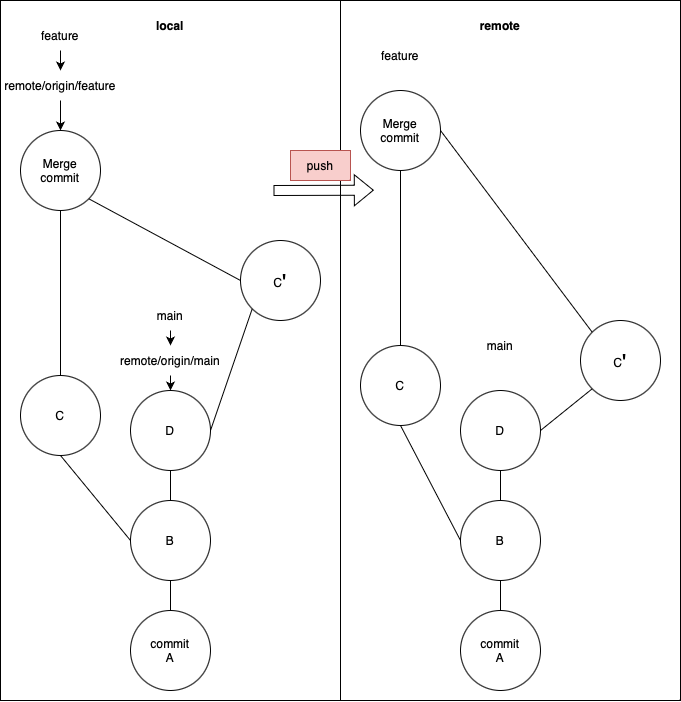 local
feature
remote/origin/feature
Merge
commit
push
C'
main
remote/origin/main
C
D
B
commit
A
remote
feature
Merge
commit
main
C'
C
D
B
commit
A